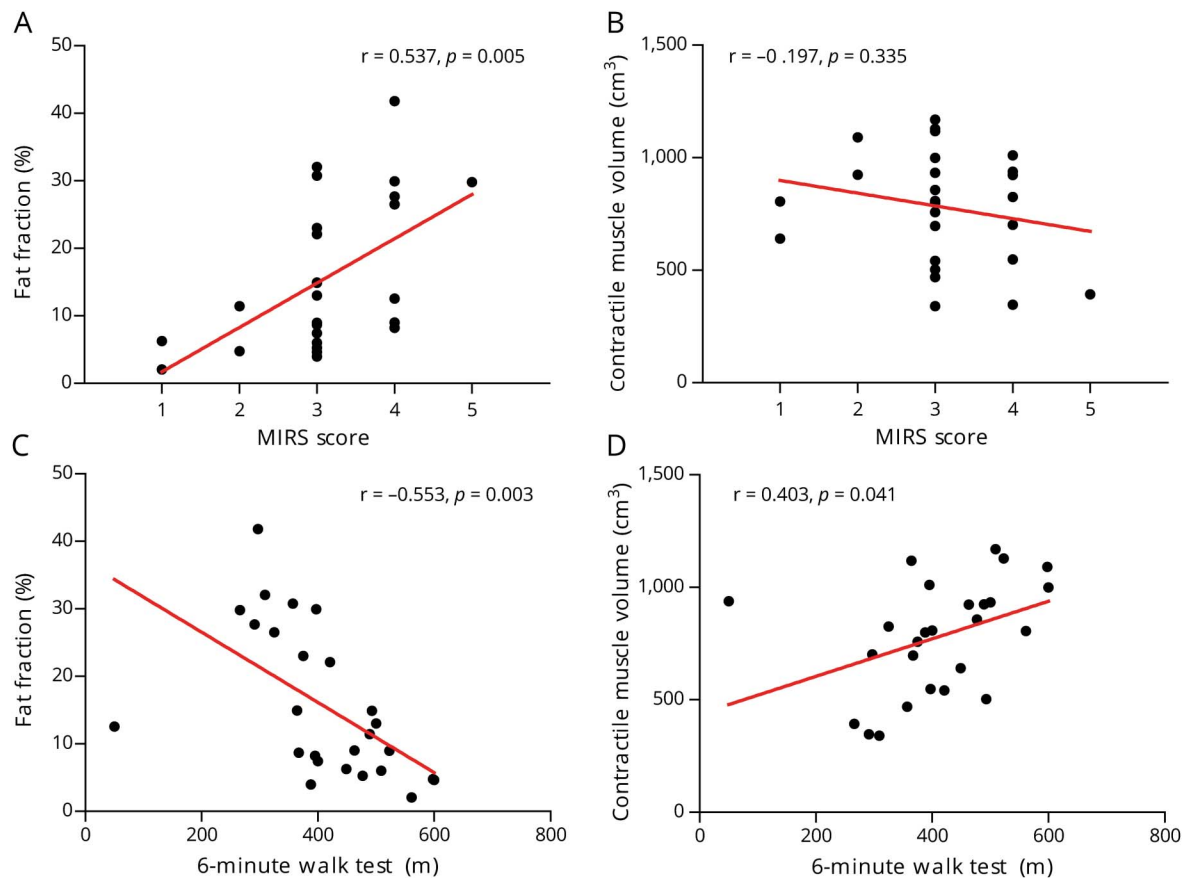 A
r = 0.537, p = 0.005
Fat fraction (%)
50
40
30
20
10
0
1 2 3 4 5
MIRS score
B
r = –0 .197, p = 0.335
Contractile muscle volume (cm³)
1,500
1,000
500
0
1 2 3 4 5
MIRS score
C
r = –0.553, p = 0.003
Fat fraction (%)
50
40
30
20
10
0
0 200 400 600 800
6-minute walk test (m)
D
r = 0.403, p = 0.041
Contractile muscle volume (cm³)
1,500
1,000
500
0
0 200 400 600 800
6-minute walk test (m)